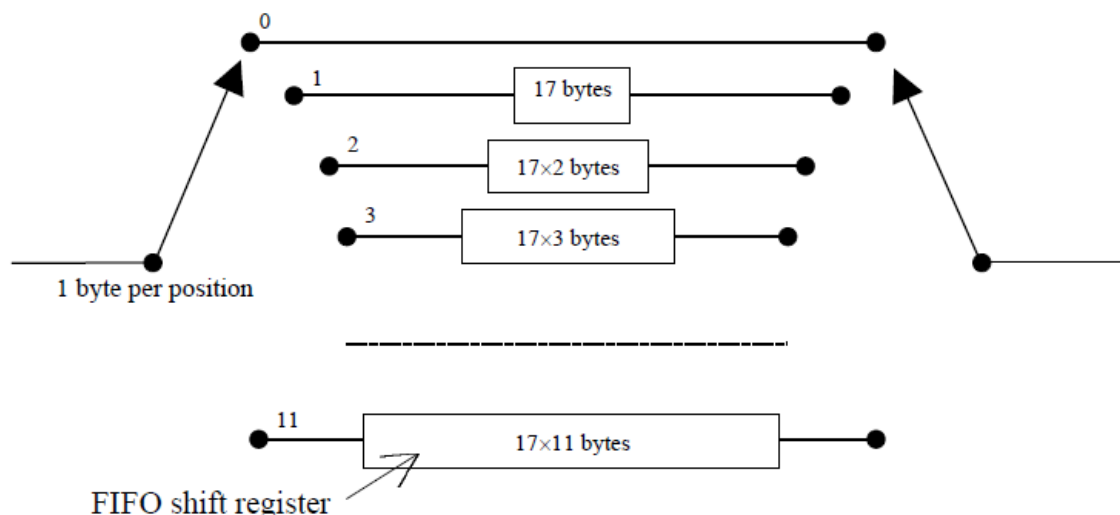 0
1
17 bytes
2
17×2 bytes
3
17×3 bytes
1 byte per position
11
17×11 bytes
FIFO shift register